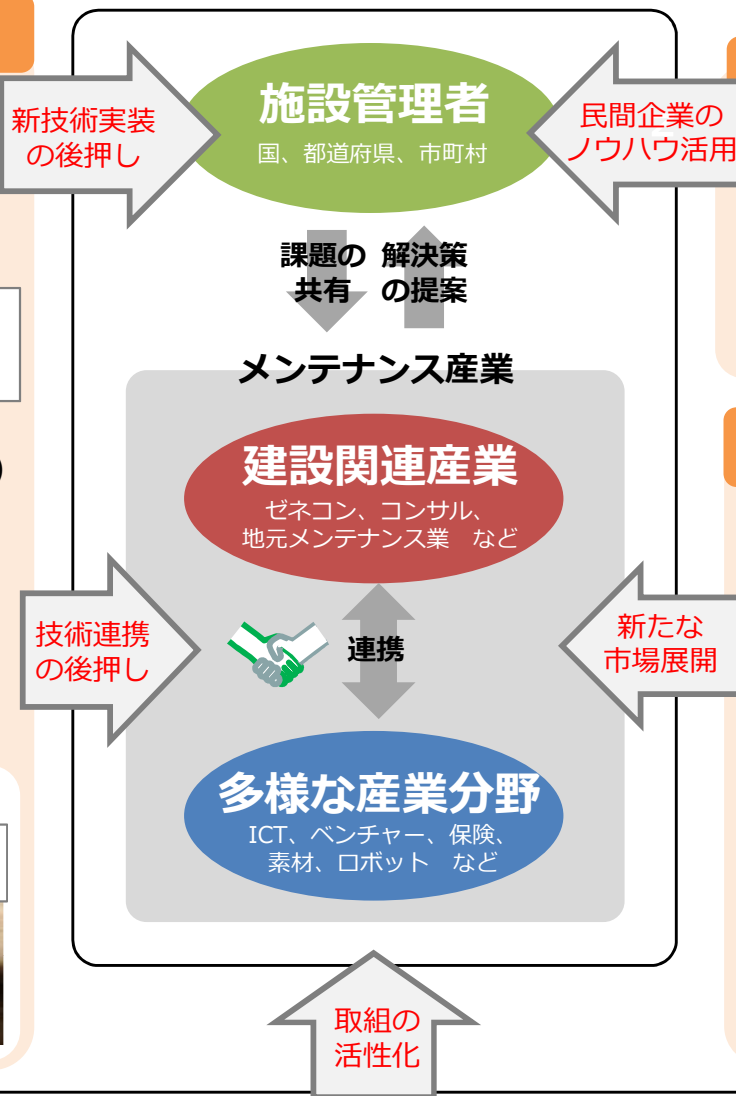 施設管理者
国、都道府県、市町村
新技術実装
の後押し
民間企業の
ノウハウ活用
課題の
共有
解決策
の提案
メンテナンス産業
建設関連産業
ゼネコン、コンサル、
地元メンテナンス業　など
技術連携
の後押し
連携
新たな
市場展開
多様な産業分野
ICT、ベンチャー、保険、
素材、ロボット　など
取組の
活性化